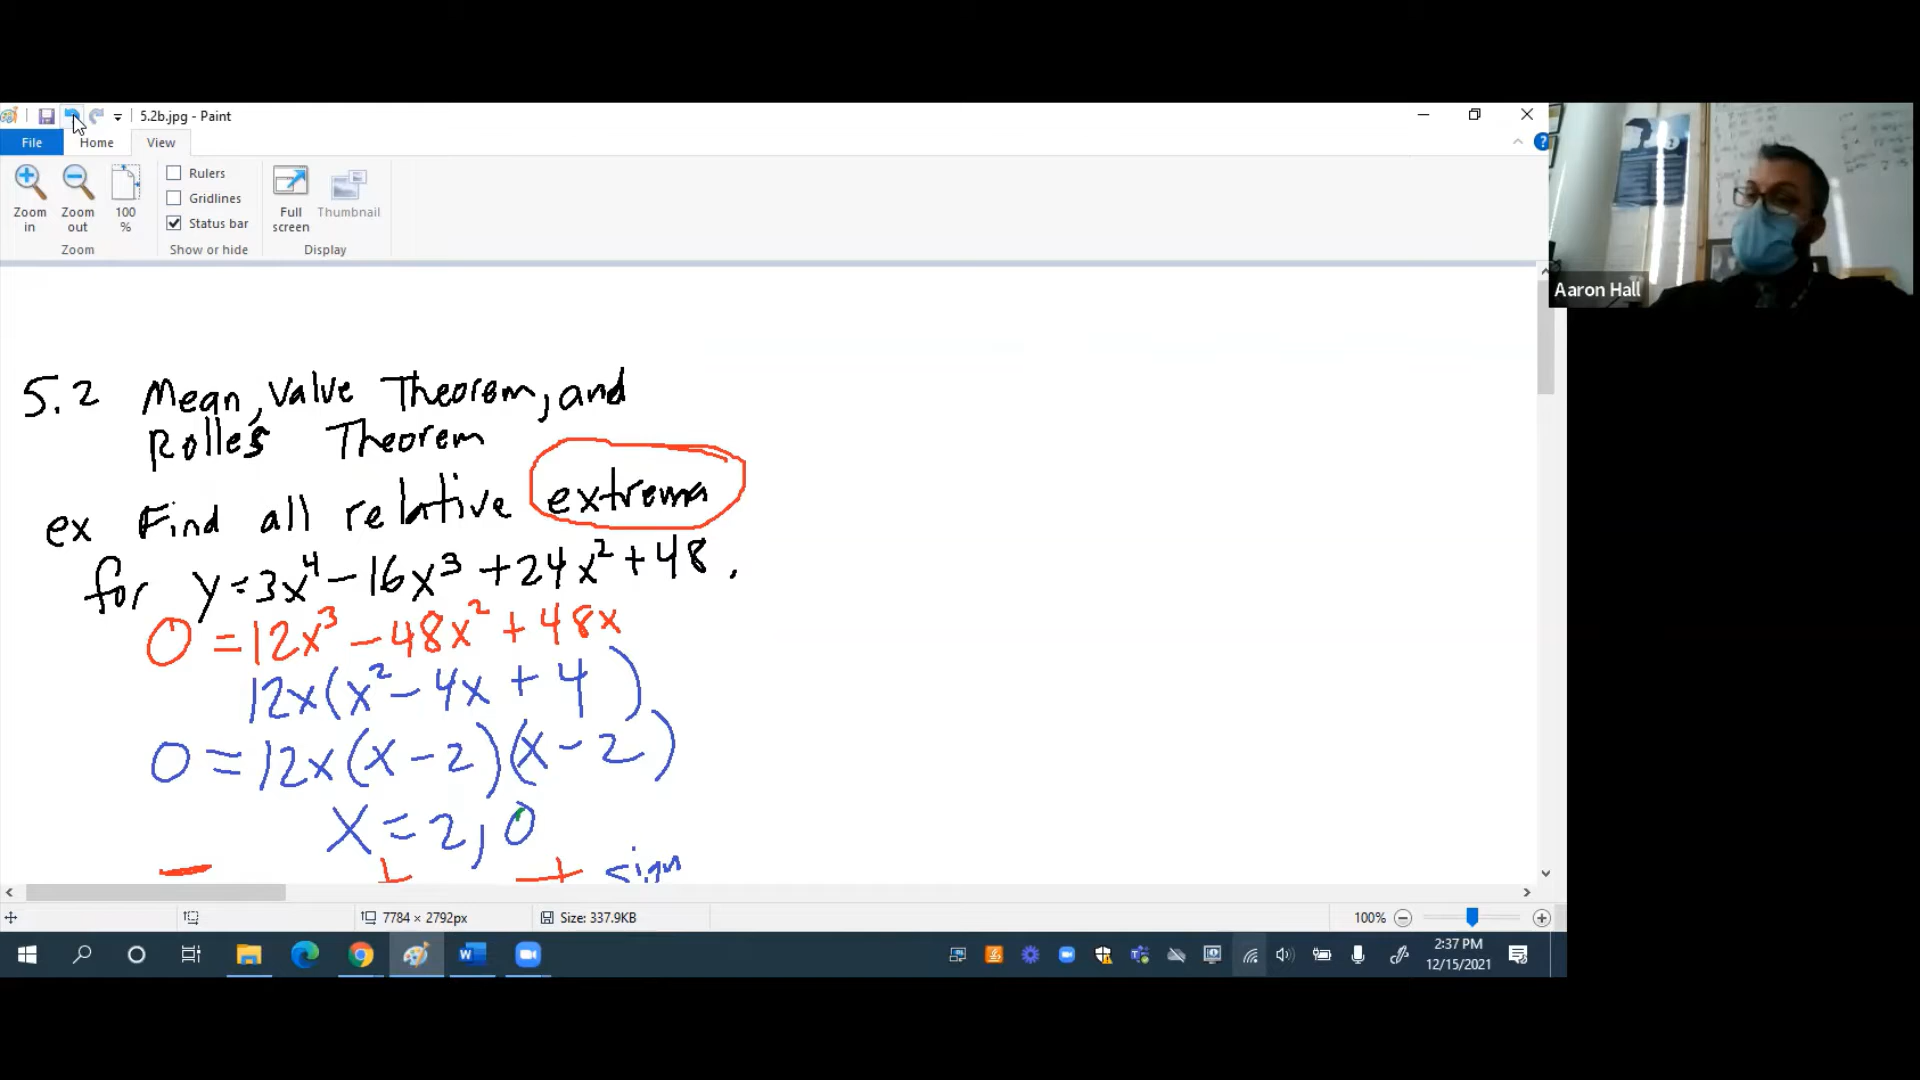 5.2b.jpg - Paint
File Home View
Zoom in
Zoom out
100 %
Rulers
Gridlines
Status bar
Full screen
Thumbnail
Zoom
Show or hide
Display
Aaron Hall
5.2 Mean, Value Theorem, and
Rolle's Theorem
ex Find all relative extrema
for y=3x⁴-16x³+24x²+48.
0=12x³-48x²+48x
12x(x²-4x+4)
0=12x(x-2)(x-2)
x=2,0
- + + sign
7784 × 2792px
Size: 337.9KB
100%
2:37 PM
12/15/2021